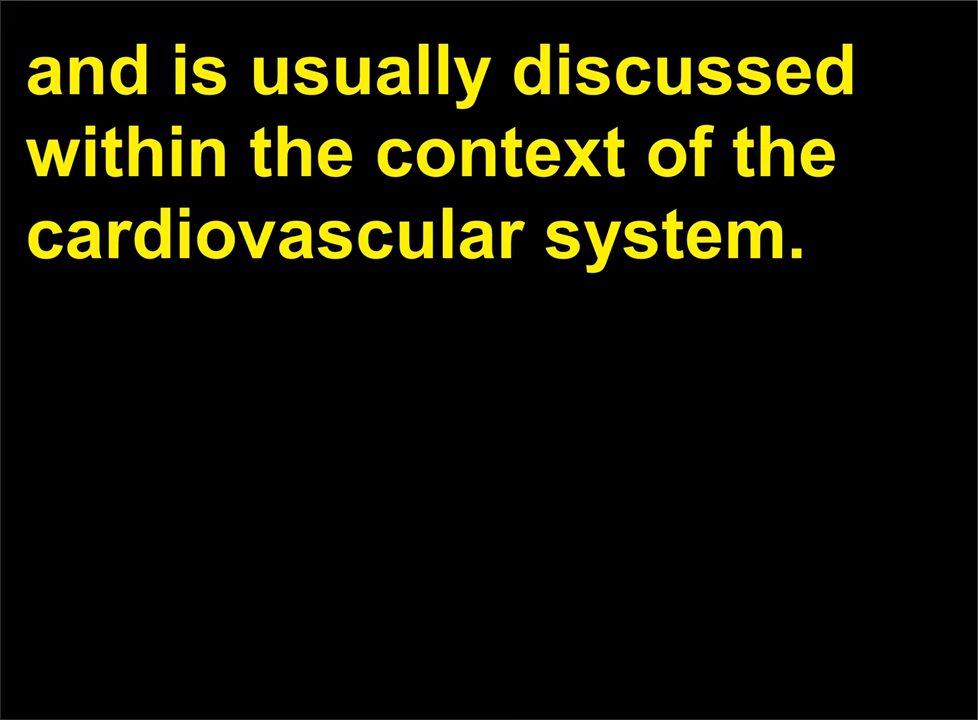 and is usually discussed
within the context of the
cardiovascular system.